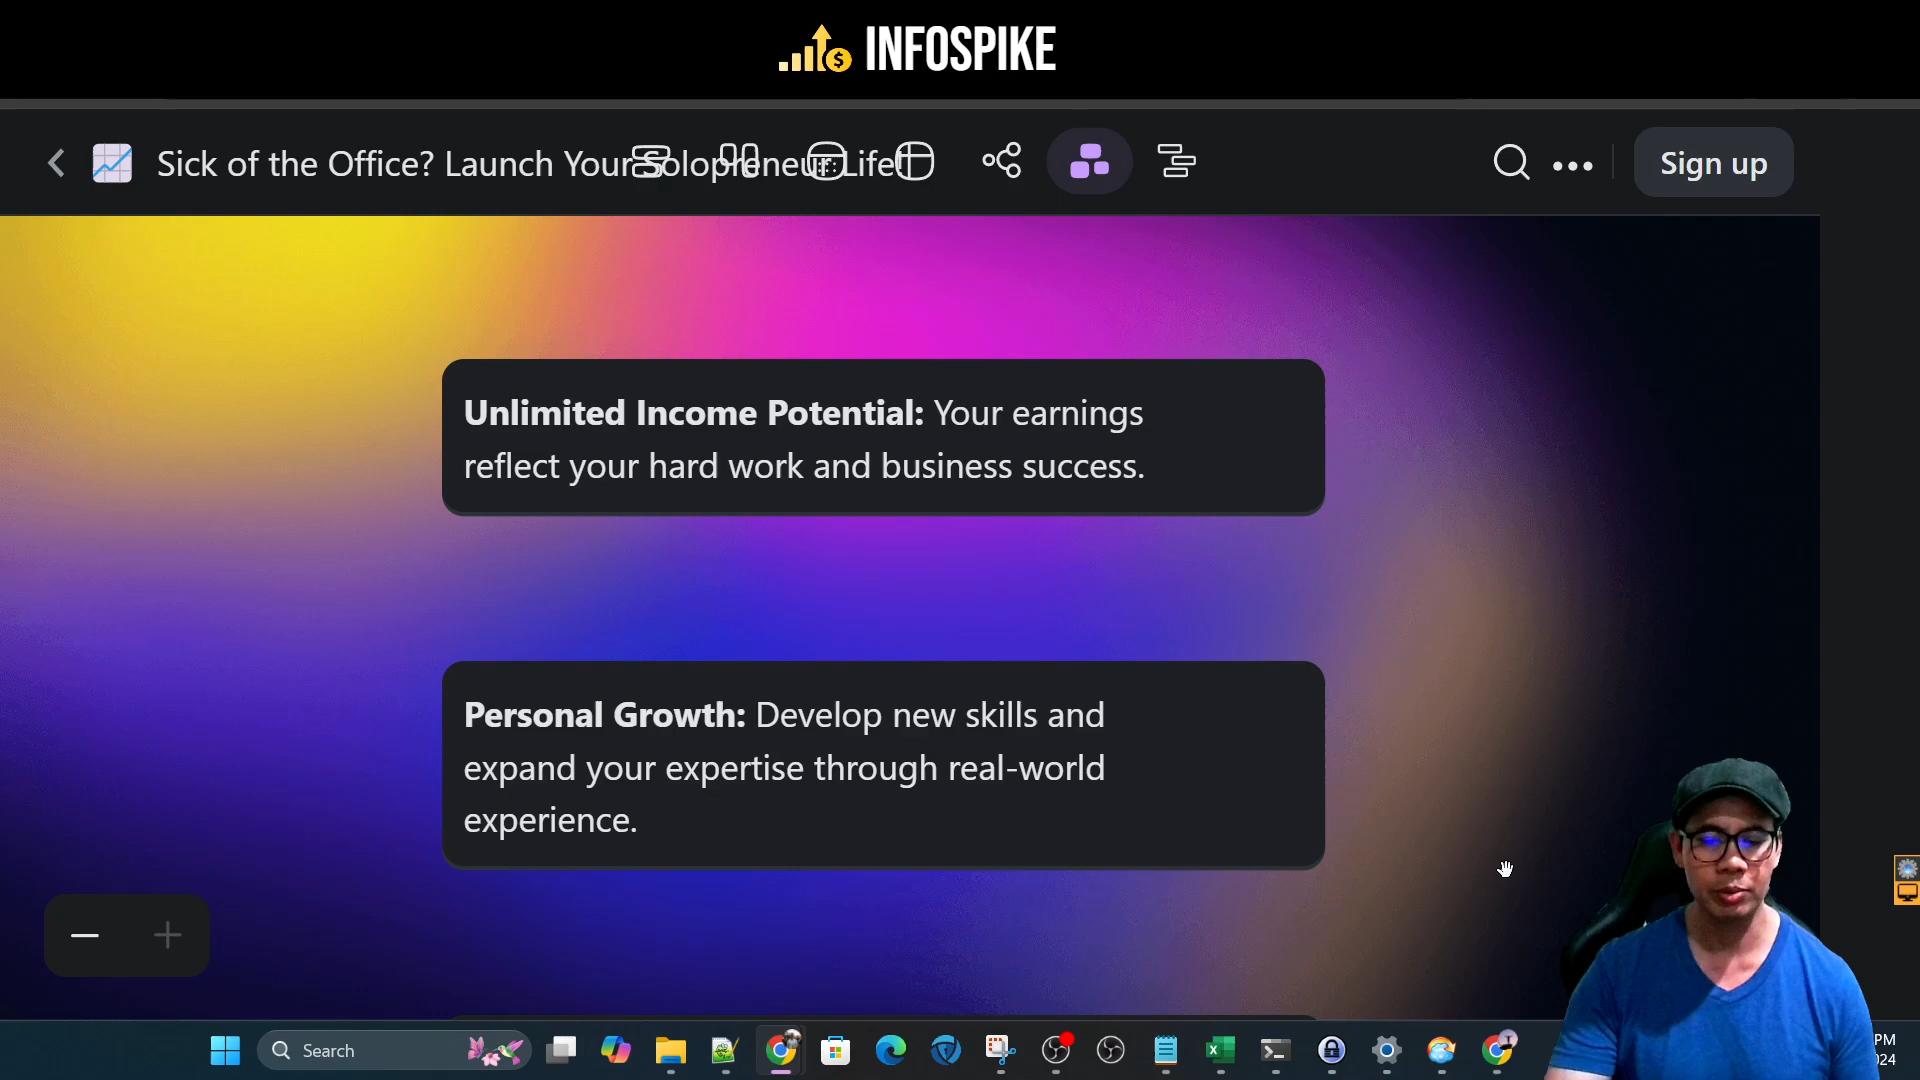 INFOSPIKE
Sick of the Office? Launch Your Solopreneur Life!
Sign up
Unlimited Income Potential: Your earnings
reflect your hard work and business success.
Personal Growth: Develop new skills and
expand your expertise through real-world
experience.
Search
PM
024